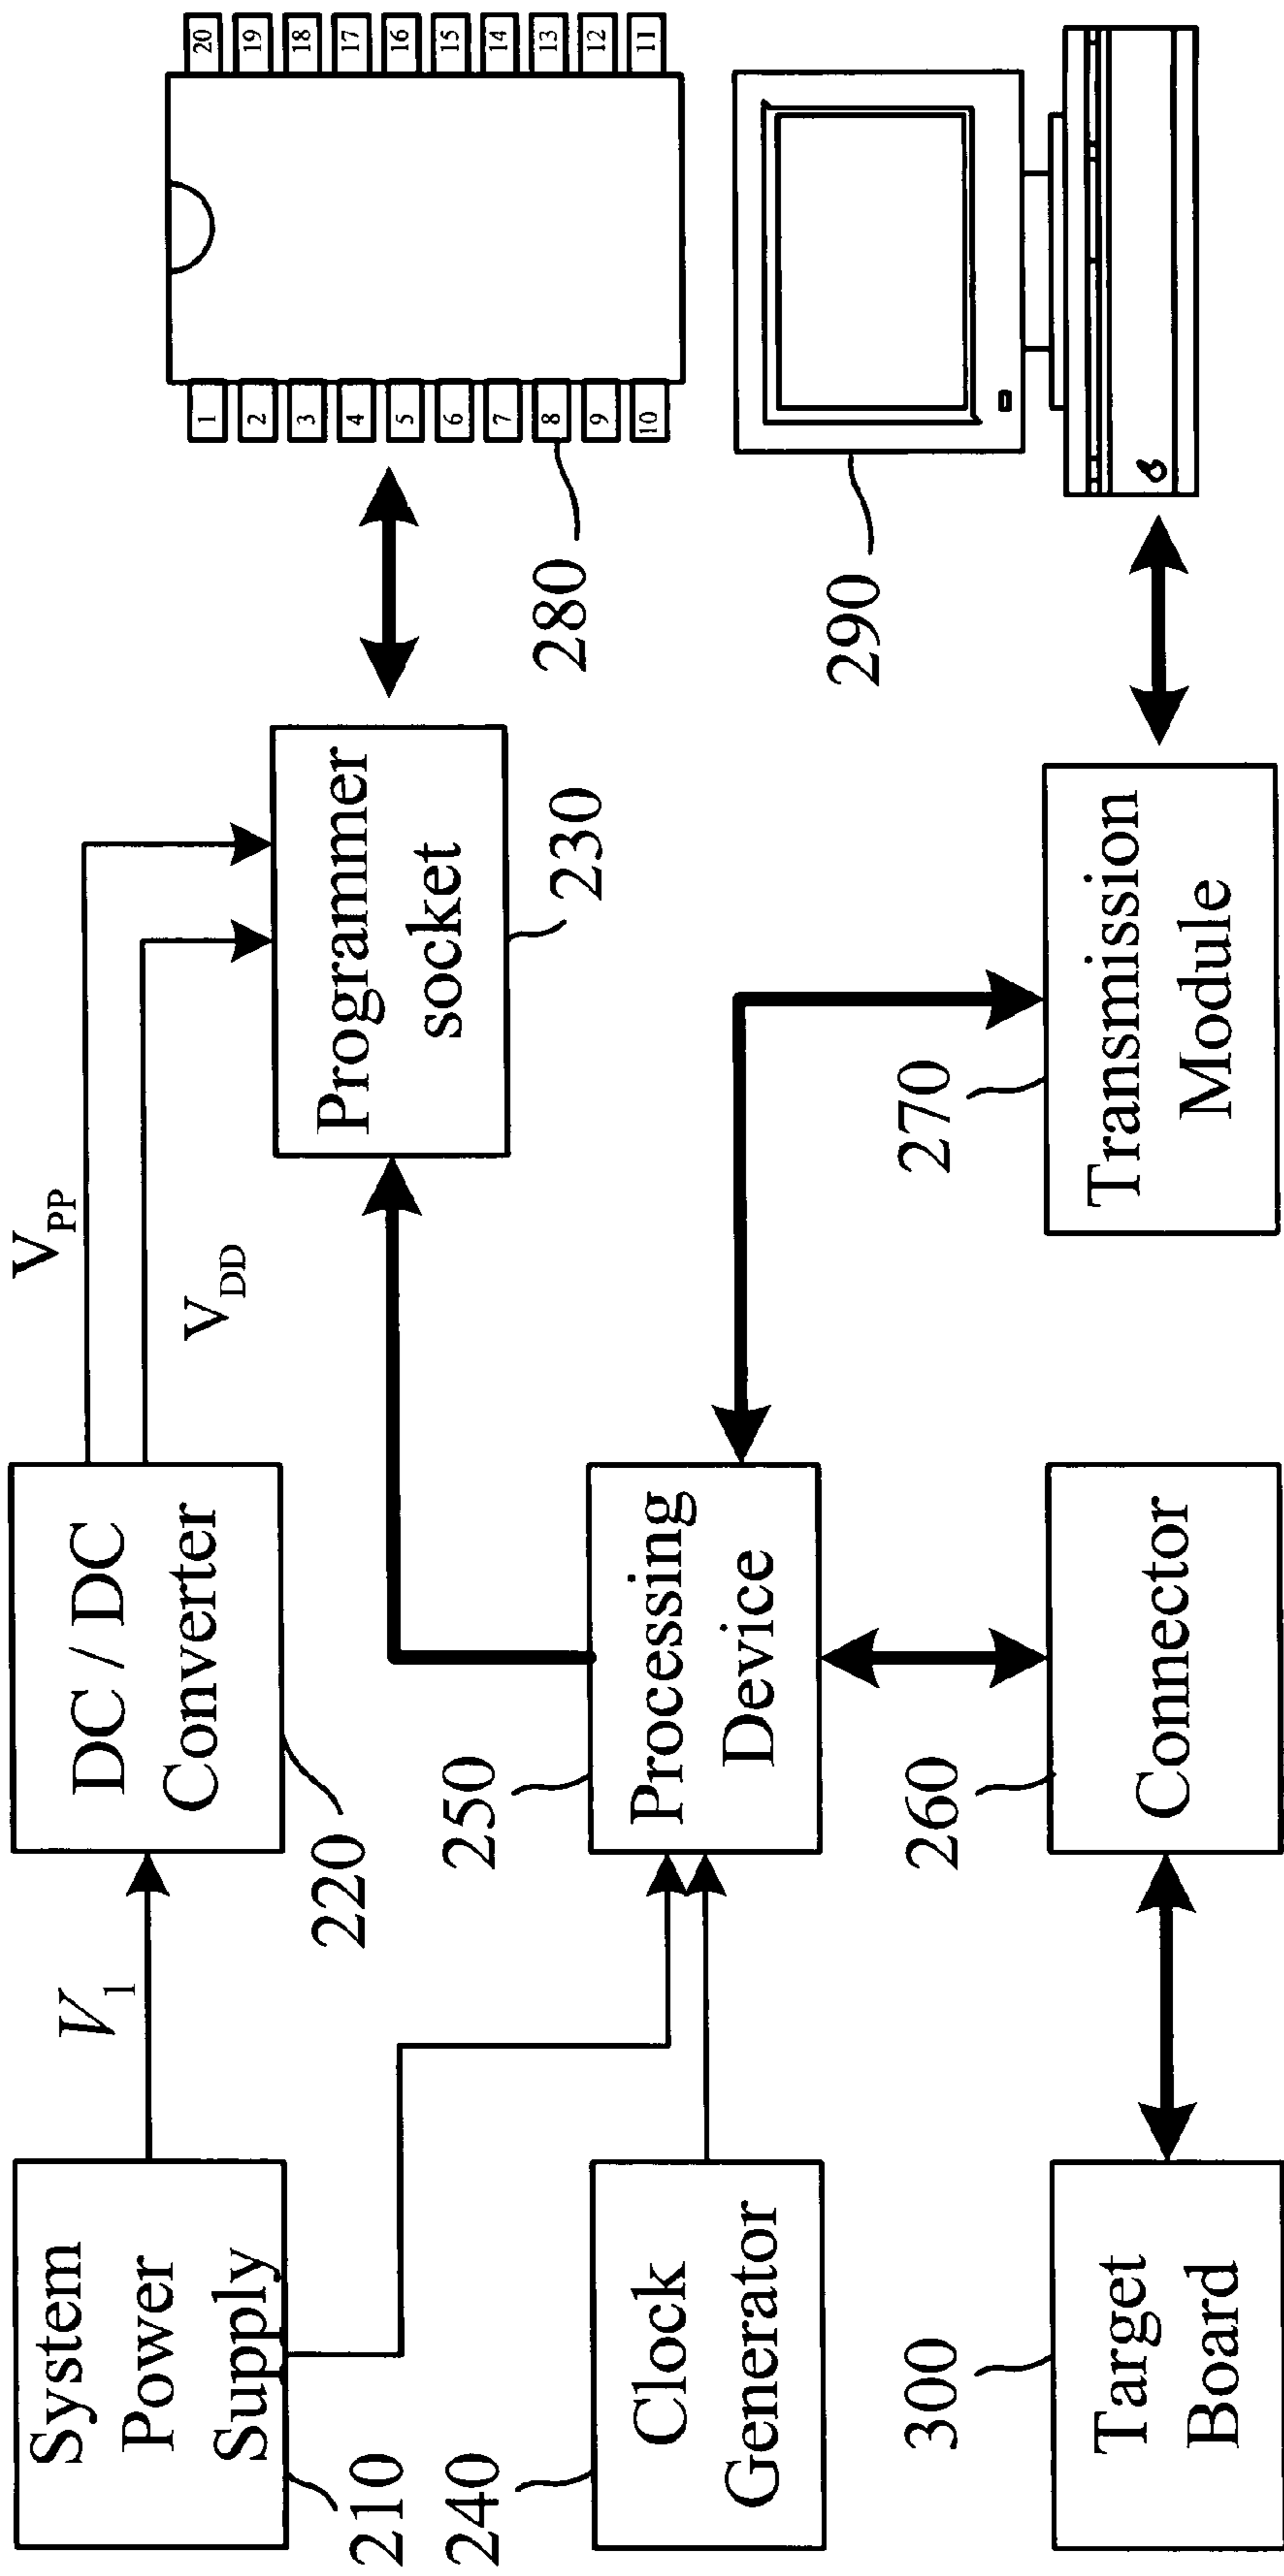 System
Power
Supply
210
V1
DC / DC
Converter
220
VPP
VDD
Programmer
socket
230
280
1
2
3
4
5
6
7
8
9
10
20
19
18
17
16
15
14
13
12
11
Clock
Generator
240
Processing
Device
250
Target
Board
300
Connector
260
Transmission
Module
270
290